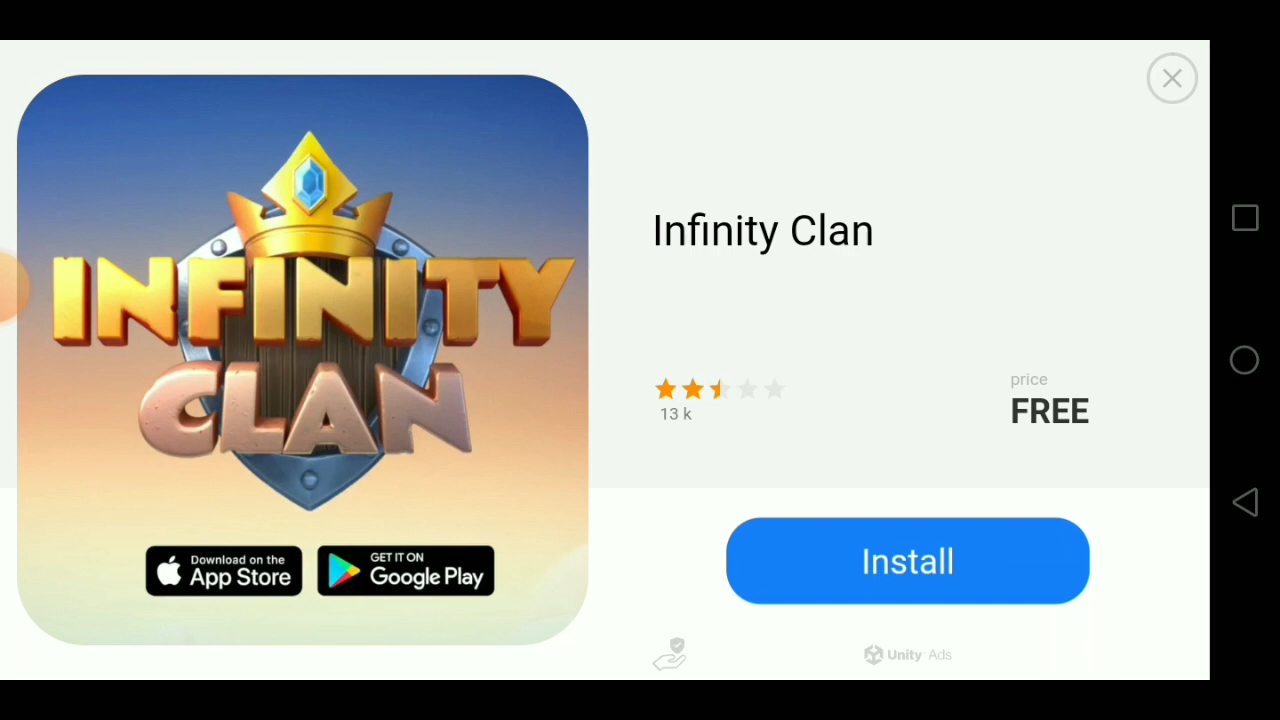 INFINITY
CLAN
Download on the
App Store
GET IT ON
Google Play
Infinity Clan
13 k
price
FREE
Install
Unity Ads